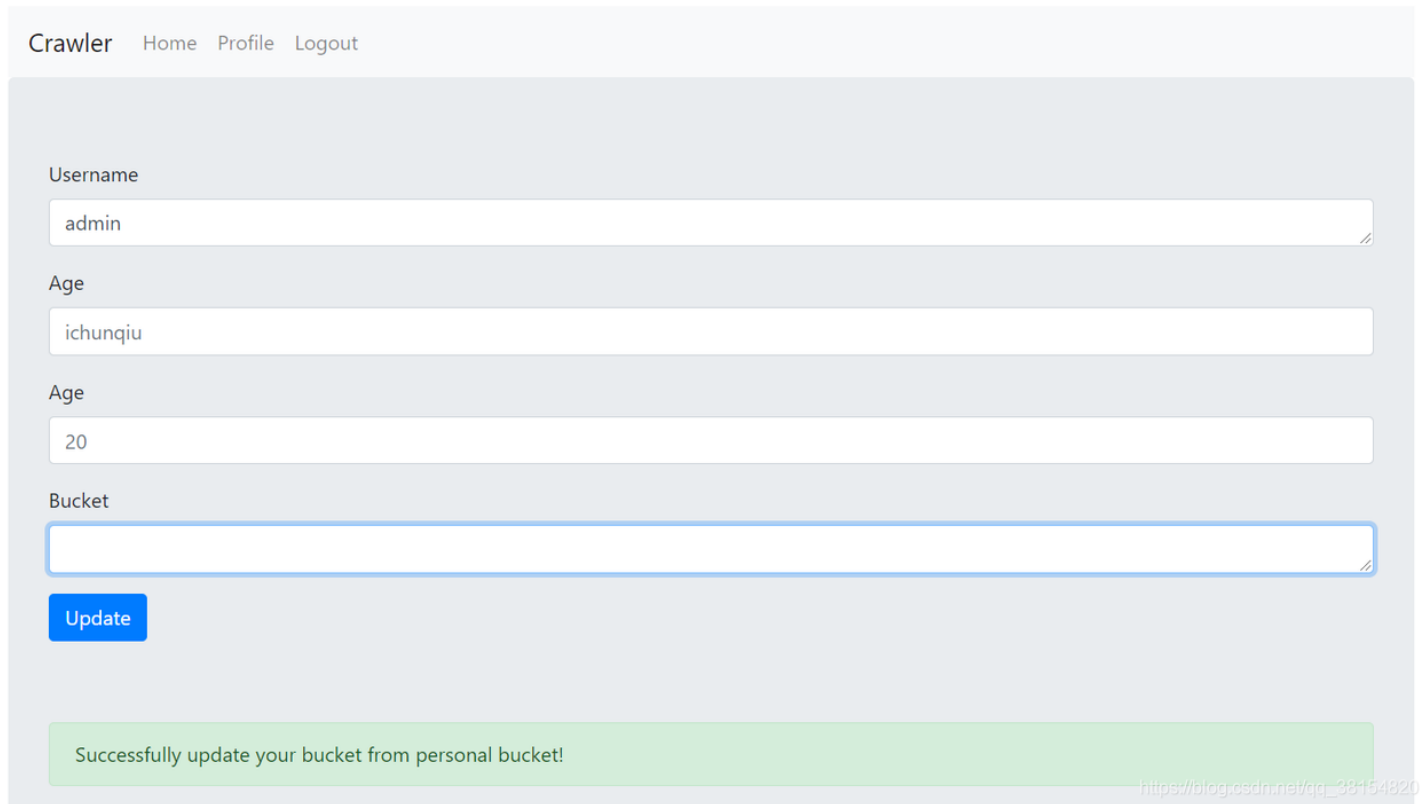 Crawler Home Profile Logout
Username
admin
Age
ichunqiu
Age
20
Bucket
Update
Successfully update your bucket from personal bucket!
https://blog.csdn.net/qq_38154820